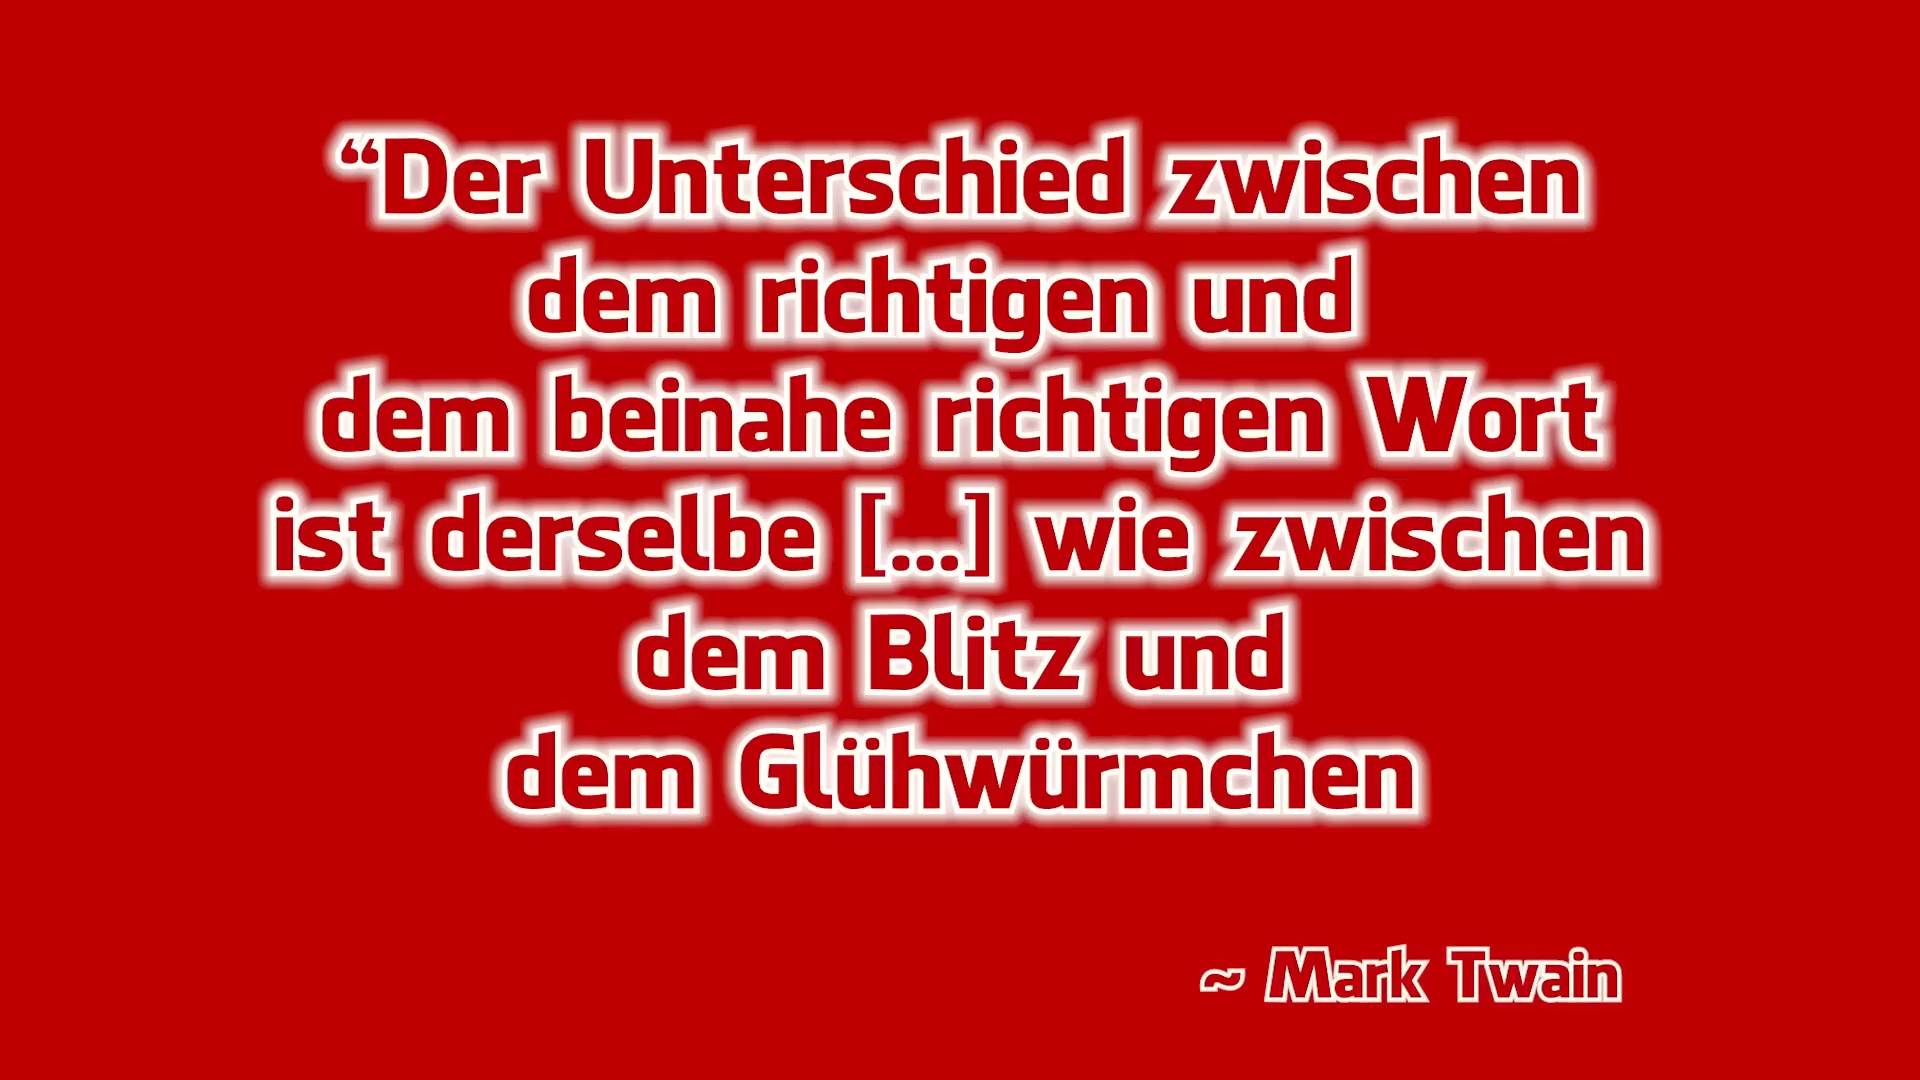 “Der Unterschied zwischen
dem richtigen und
dem beinahe richtigen Wort
ist derselbe [...] wie zwischen
dem Blitz und
dem Glühwürmchen
~ Mark Twain